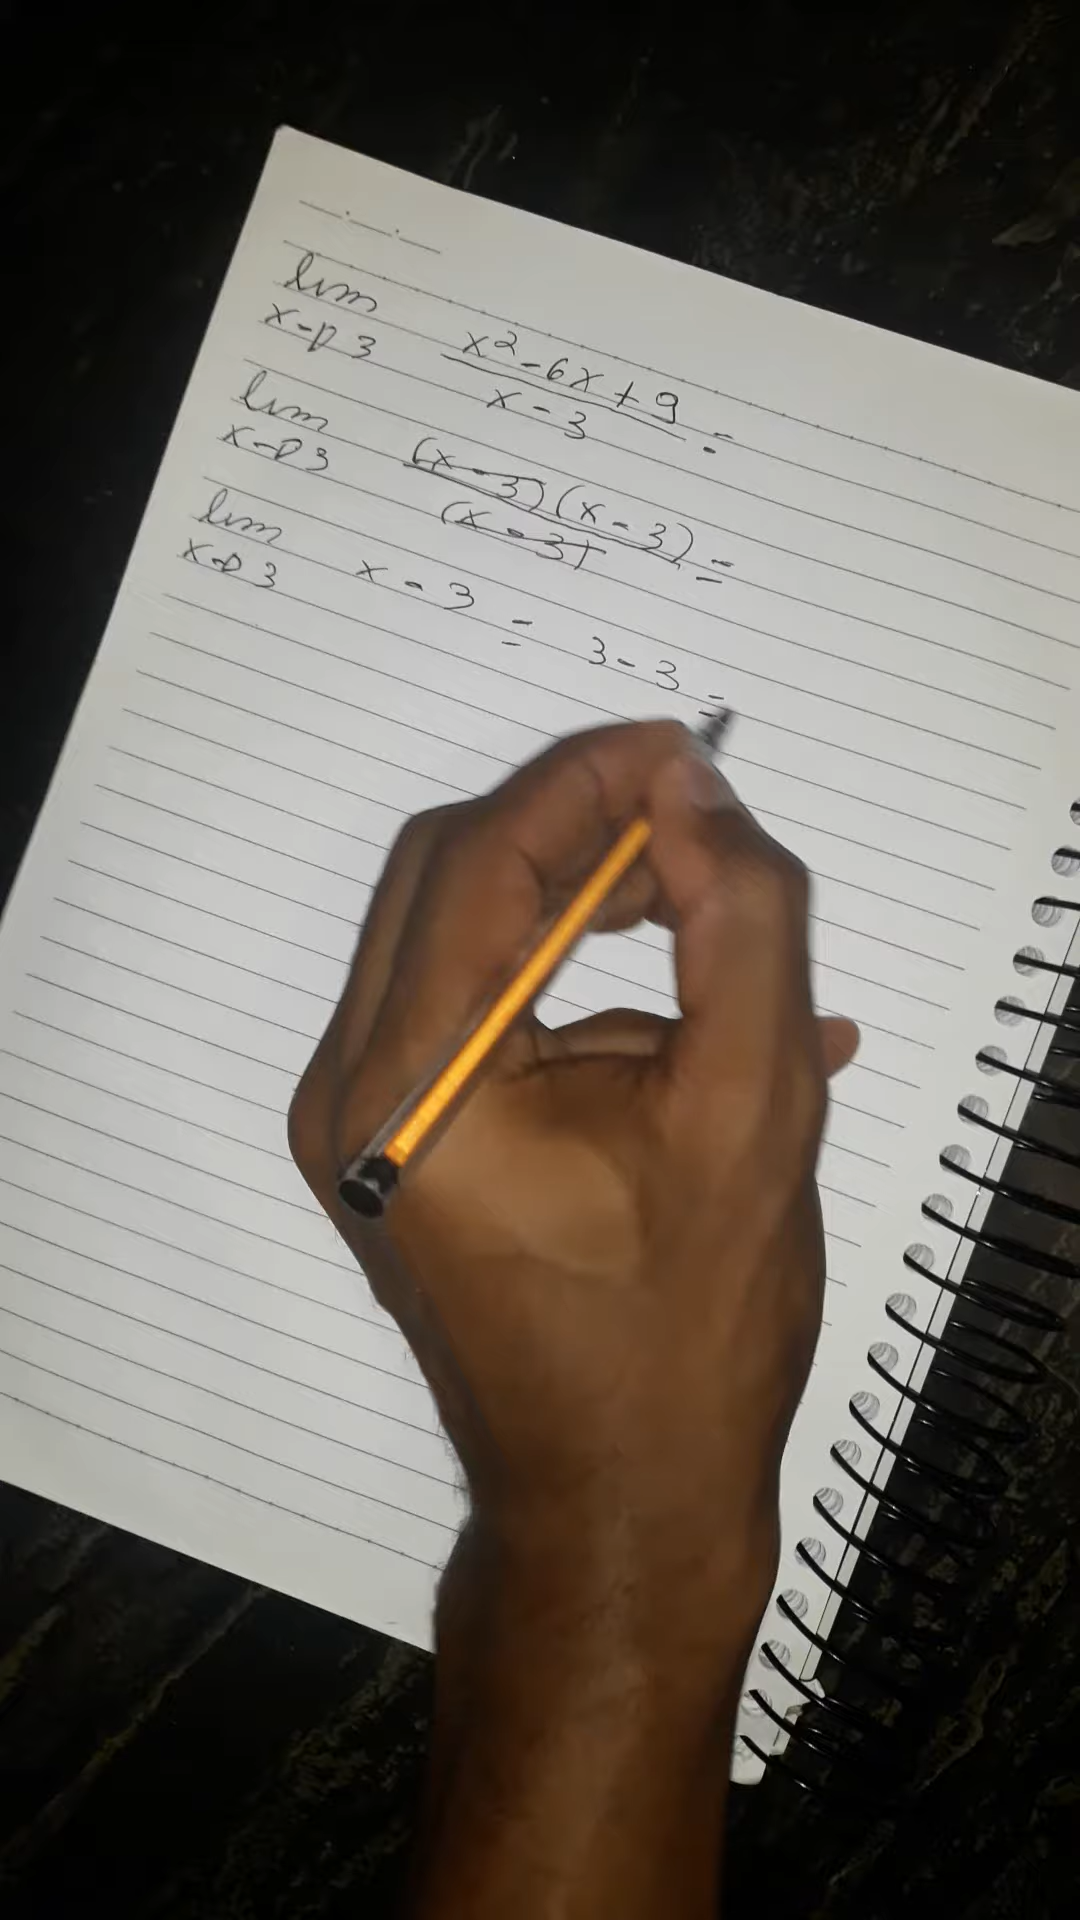 lim x→3 x²-6x+9 / x-3 =
lim x→3 (x-3)(x-3) / (x-3) =
lim x→3 x-3 = 3-3 =